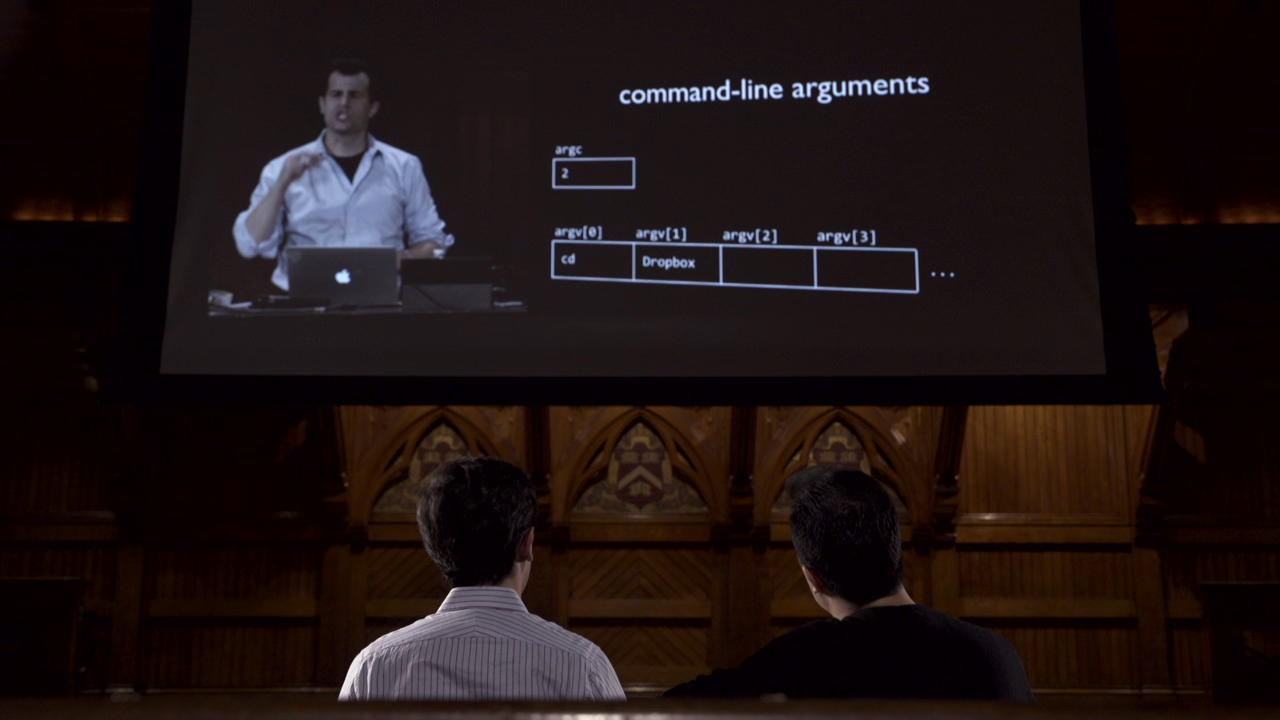 command-line arguments
argc
2
argv[0] argv[1] argv[2] argv[3]
cd Dropbox ...